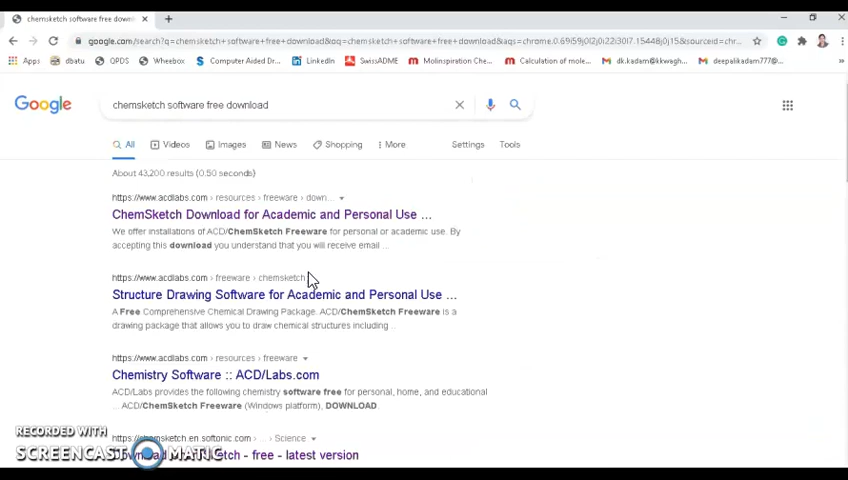 chemsketch software free down
google.com/search?q=chemsketch+software+free+download&oq=chemsketch+software+free+download&aqs=chrome.0.69i59j0l2j0i22i30l7.15448j0j15&sourceid=chr...
Apps dbatu QPDS Wheebox Computer Aided Dr... LinkedIn SwissADME Molinspiration Chem... Calculation of mole... dk.kadam@kkwagh... deepalikadam777@...
Google chemsketch software free download
All Videos Images News Shopping More Settings Tools
About 43,200 results (0.50 seconds)
https://www.acdlabs.com › resources › freeware › down...
ChemSketch Download for Academic and Personal Use ...
We offer installations of ACD/ChemSketch Freeware for personal or academic use. By
accepting this download you understand that you will receive email ...
https://www.acdlabs.com › freeware › chemsketch
Structure Drawing Software for Academic and Personal Use ...
A Free Comprehensive Chemical Drawing Package. ACD/ChemSketch Freeware is a
drawing package that allows you to draw chemical structures including ...
https://www.acdlabs.com › resources › freeware
Chemistry Software :: ACD/Labs.com
ACD/Labs provides the following chemistry software free for personal, home, and educational
... ACD/ChemSketch Freeware (Windows platform), DOWNLOAD.
https://chemsketch.en.softonic.com › ... › Science
ketch - free - latest version
RECORDED WITH
SCREENCAST MATIC